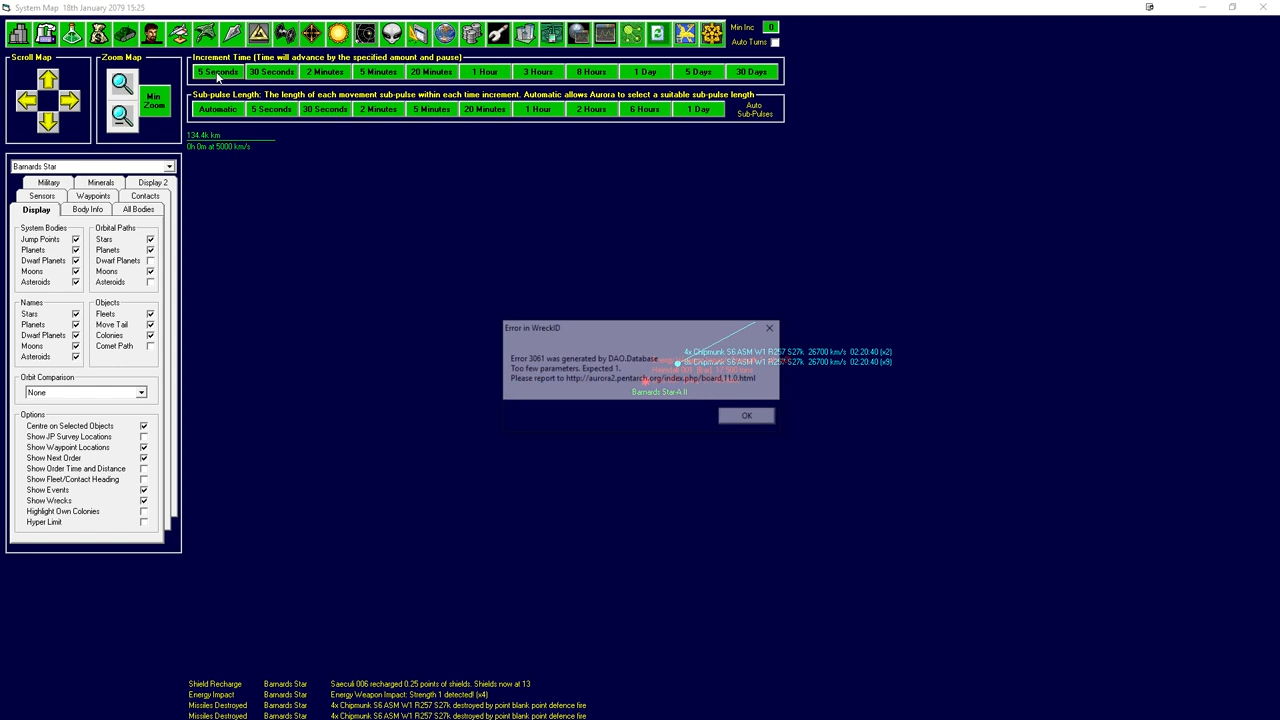 System Map 18th January 2079 15:25
Min Inc 0
Auto Turns
Scroll Map
Zoom Map
Min Zoom
Increment Time [Time will advance by the specified amount and pause]
5 Seconds 30 Seconds 2 Minutes 5 Minutes 20 Minutes 1 Hour 3 Hours 8 Hours 1 Day 5 Days 30 Days
Sub-pulse Length: The length of each movement sub-pulse within each time increment. Automatic allows Aurora to select a suitable sub-pulse length
Automatic 5 Seconds 30 Seconds 2 Minutes 5 Minutes 20 Minutes 1 Hour 2 Hours 6 Hours 1 Day
Auto Sub-Pulses
134.4k km
0h 0m at 5000 km/s
Barnards Star
Military Minerals Display 2
Sensors Waypoints Contacts
Display Body Info All Bodies
System Bodies
Jump Points
Planets
Dwarf Planets
Moons
Asteroids
Orbital Paths
Stars
Planets
Dwarf Planets
Moons
Asteroids
Names
Stars
Planets
Dwarf Planets
Moons
Asteroids
Objects
Fleets
Move Tail
Colonies
Comet Path
Orbit Comparison
None
Options
Centre on Selected Objects
Show JP Survey Locations
Show Waypoint Locations
Show Next Order
Show Order Time and Distance
Show Fleet/Contact Heading
Show Events
Show Wrecks
Highlight Own Colonies
Hyper Limit
Error in WreckID
Error 3061 was generated by DAO.Database
Too few parameters. Expected 1.
Please report to http://aurora2.pentarch.org/index.php/board,11.0.html
OK
4x Chipmunk S6 ASM W1 R257 S27k 26700 km/s 02:20:40 (x2)
Chipmunk S6 ASM W1 R257 S27k 26700 km/s 02:20:40 (x9)
Barnards Star-A II
Shield Recharge Barnards Star Saeculi 006 recharged 0.25 points of shields. Shields now at 13
Energy Impact Barnards Star Energy Weapon Impact: Strength 1 detected! (x4)
Missiles Destroyed Barnards Star 4x Chipmunk S6 ASM W1 R257 S27k destroyed by point blank point defence fire
Missiles Destroyed Barnards Star 4x Chipmunk S6 ASM W1 R257 S27k destroyed by point blank point defence fire